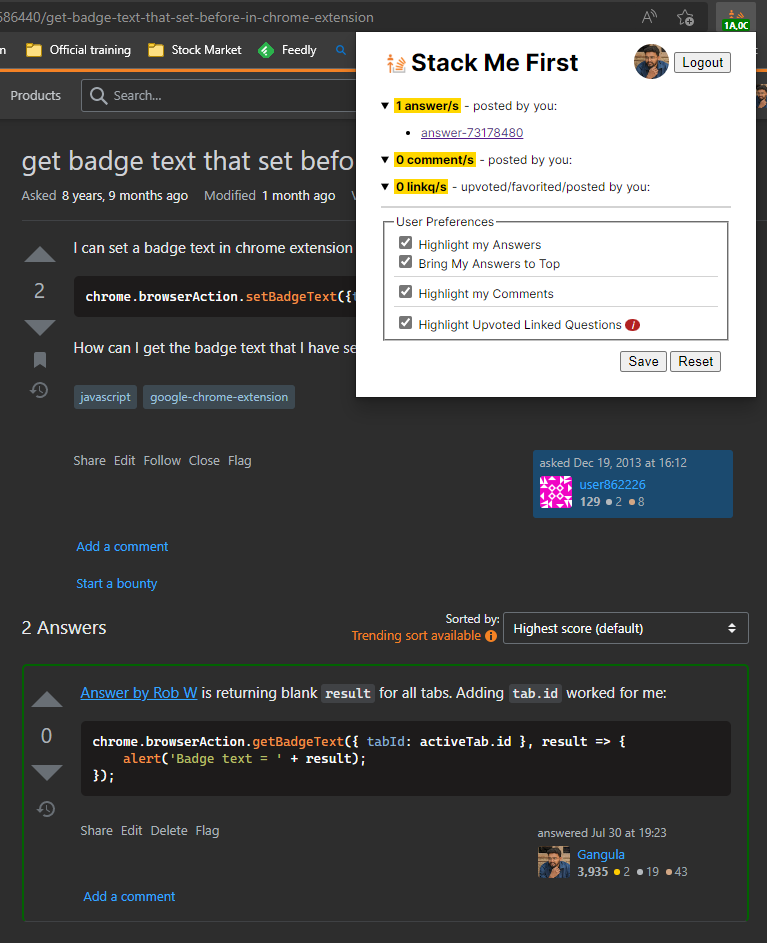 586440/get-badge-text-that-set-before-in-chrome-extension
1A,0C
Official training
Stock Market
Feedly
Stack Me First
Logout
1 answer/s - posted by you:
answer-73178480
0 comment/s - posted by you:
0 linkq/s - upvoted/favorited/posted by you:
User Preferences
Highlight my Answers
Bring My Answers to Top
Highlight my Comments
Highlight Upvoted Linked Questions i
Save Reset
Products
Search...
get badge text that set befo
Asked 8 years, 9 months ago Modified 1 month ago V
I can set a badge text in chrome extension
2
chrome.browserAction.setBadgeText({t
How can I get the badge text that I have se
javascript google-chrome-extension
Share Edit Follow Close Flag
asked Dec 19, 2013 at 16:12
user862226
129 2 8
Add a comment
Start a bounty
2 Answers
Sorted by:
Trending sort available
Highest score (default)
Answer by Rob W is returning blank result for all tabs. Adding tab.id worked for me:
0
chrome.browserAction.getBadgeText({ tabId: activeTab.id }, result => {
alert('Badge text = ' + result);
});
Share Edit Delete Flag
answered Jul 30 at 19:23
Gangula
3,935 2 19 43
Add a comment